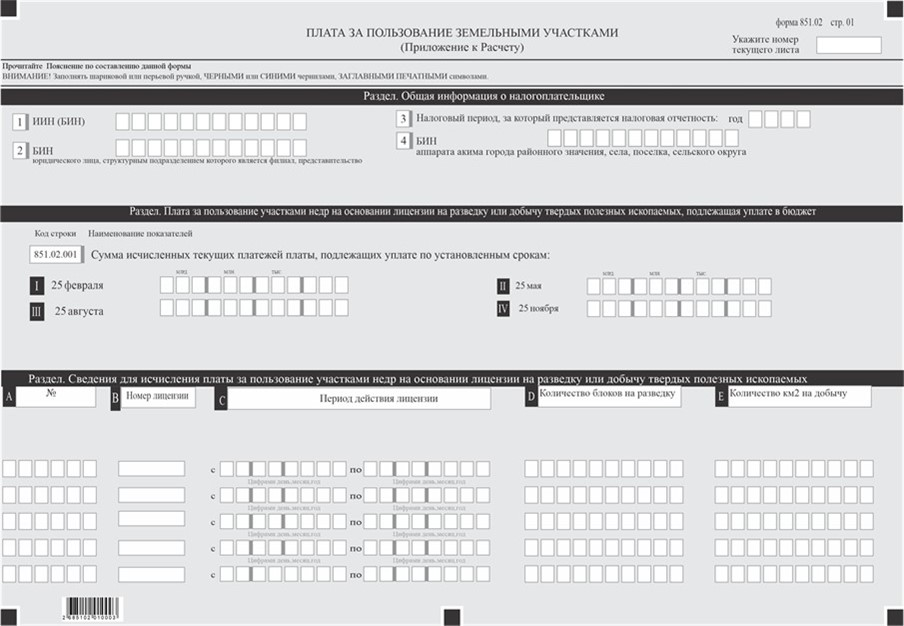 форма 851.02 стр. 01
ПЛАТА ЗА ПОЛЬЗОВАНИЕ ЗЕМЕЛЬНЫМИ УЧАСТКАМИ
(Приложение к Расчету)
Укажите номер
текущего листа
Прочитайте Пояснение по составлению данной формы
ВНИМАНИЕ! Заполнять шариковой или перьевой ручкой, ЧЕРНЫМИ или СИНИМИ чернилами, ЗАГЛАВНЫМИ ПЕЧАТНЫМИ символами.
Раздел. Общая информация о налогоплательщике
1 ИИН (БИН)
3 Налоговый период, за который представляется налоговая отчетность: год
2 БИН
юридического лица, структурным подразделением которого является филиал, представительство
4 БИН
аппарата акима города районного значения, села, поселка, сельского округа
Раздел. Плата за пользование участками недр на основании лицензии на разведку или добычу твердых полезных ископаемых, подлежащая уплате в бюджет
Код строки Наименование показателей
851.02.001 Сумма исчисленных текущих платежей платы, подлежащих уплате по установленным срокам:
млрд млн тыс
I 25 февраля
млрд млн тыс
II 25 мая
III 25 августа
IV 25 ноября
Раздел. Сведения для исчисления платы за пользование участками недр на основании лицензии на разведку или добычу твердых полезных ископаемых
A № B Номер лицензии C Период действия лицензии D Количество блоков на разведку E Количество км2 на добычу
с по
Цифрами день,месяц,год Цифрами день,месяц,год
с по
Цифрами день,месяц,год Цифрами день,месяц,год
с по
Цифрами день,месяц,год Цифрами день,месяц,год
с по
Цифрами день,месяц,год Цифрами день,месяц,год
с по
2 685102 010003